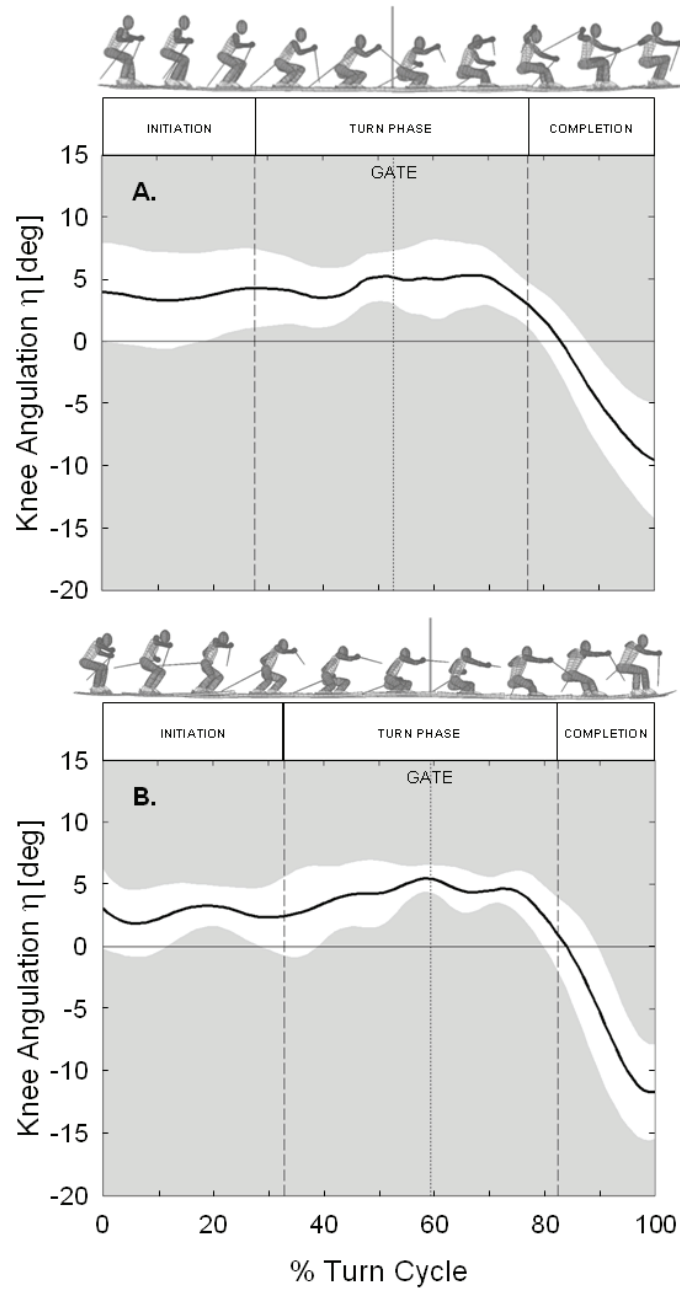 INITIATION TURN PHASE COMPLETION
15
GATE
A.
10
5
0
-5
-10
-15
-20
Knee Angulation η [deg]
INITIATION TURN PHASE COMPLETION
15
GATE
B.
10
5
0
-5
-10
-15
-20
Knee Angulation η [deg]
0 20 40 60 80 100
% Turn Cycle